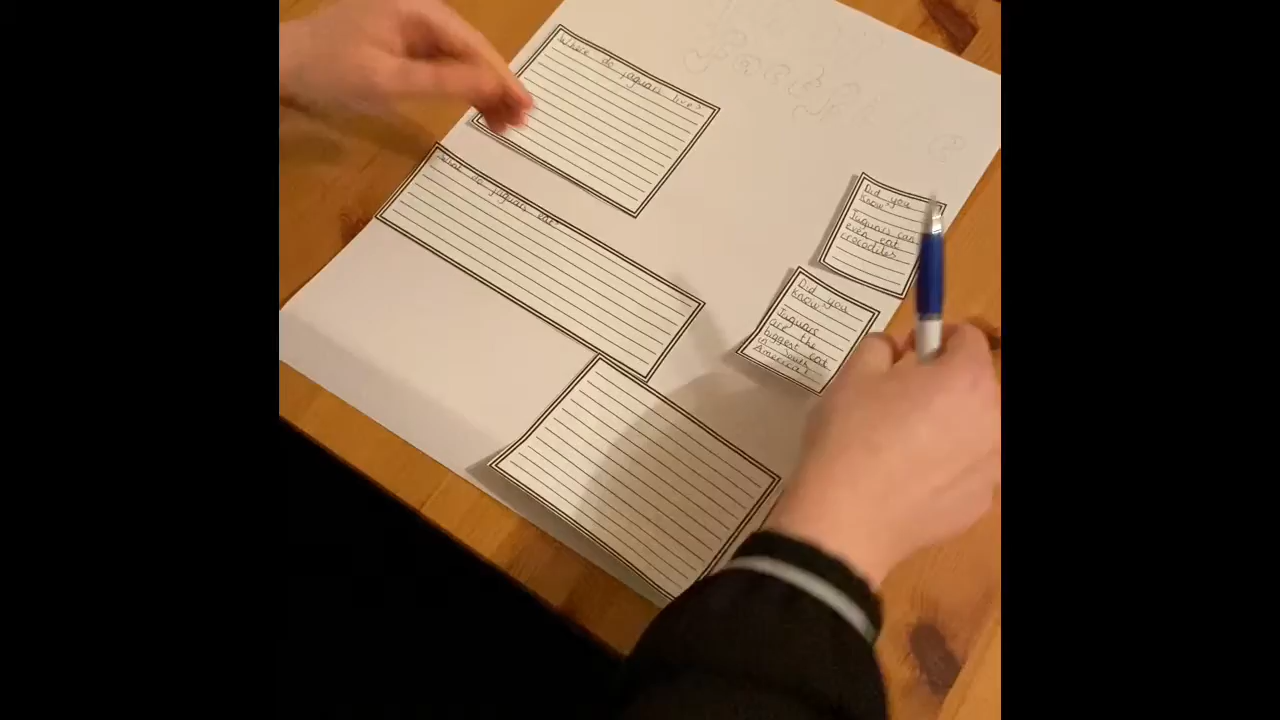 Where do jaguars live?
What do jaguars eat?
Did you
know?
Jaguars can
even eat
crocodiles
Did you
know?
Jaguars
are the
biggest cat
in South
America!